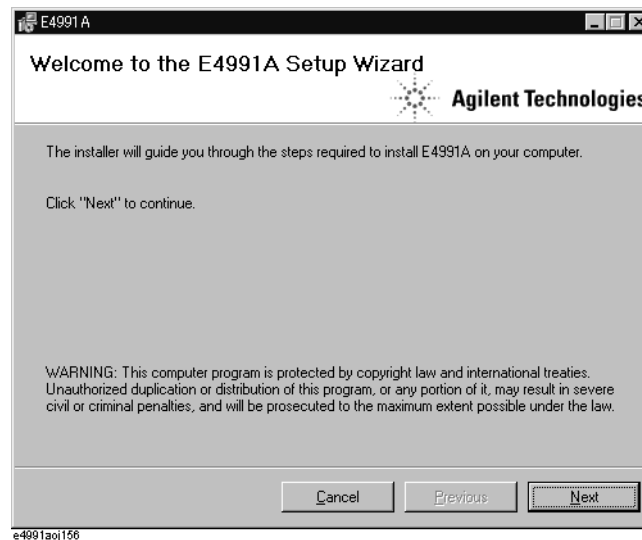 E4991A
Welcome to the E4991A Setup Wizard
Agilent Technologies
The installer will guide you through the steps required to install E4991A on your computer.
Click "Next" to continue.
WARNING: This computer program is protected by copyright law and international treaties.
Unauthorized duplication or distribution of this program, or any portion of it, may result in severe
civil or criminal penalties, and will be prosecuted to the maximum extent possible under the law.
Cancel
Previous
Next
e4991aoj156